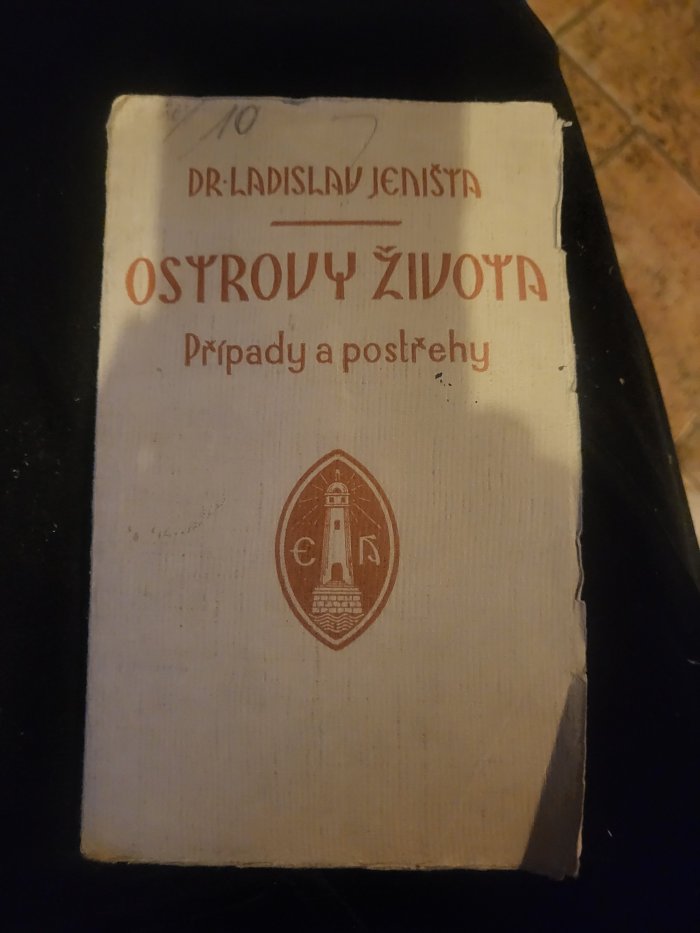 10
DR·LADISLAV JENIŠTA
OSTROVY ŽIVOTA
Případy a postřehy
E A